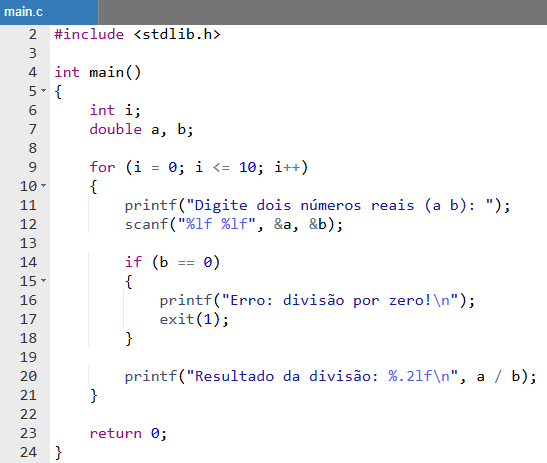 main.c
2 #include <stdlib.h>
3
4 int main()
5 {
6     int i;
7     double a, b;
8
9     for (i = 0; i <= 10; i++)
10     {
11         printf("Digite dois números reais (a b): ");
12         scanf("%lf %lf", &a, &b);
13
14         if (b == 0)
15         {
16             printf("Erro: divisão por zero!\n");
17             exit(1);
18         }
19
20         printf("Resultado da divisão: %.2lf\n", a / b);
21     }
22
23     return 0;
24 }